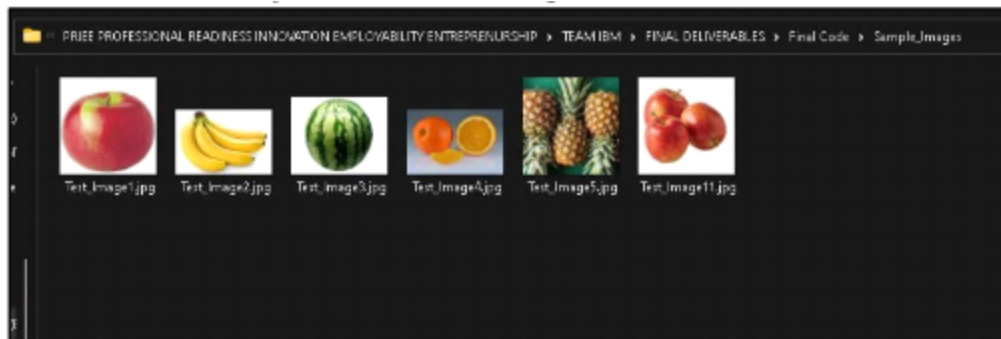 PRIEE PROFESSIONAL READINESS INNOVATION EMPLOYABILITY ENTREPRENURSHIP › TEAM IBM › FINAL DELIVERABLES › Final Code › Sample_Images
Test_Image1.jpg Test_Image2.jpg Test_Image3.jpg Test_Image4.jpg Test_Image5.jpg Test_Image11.jpg